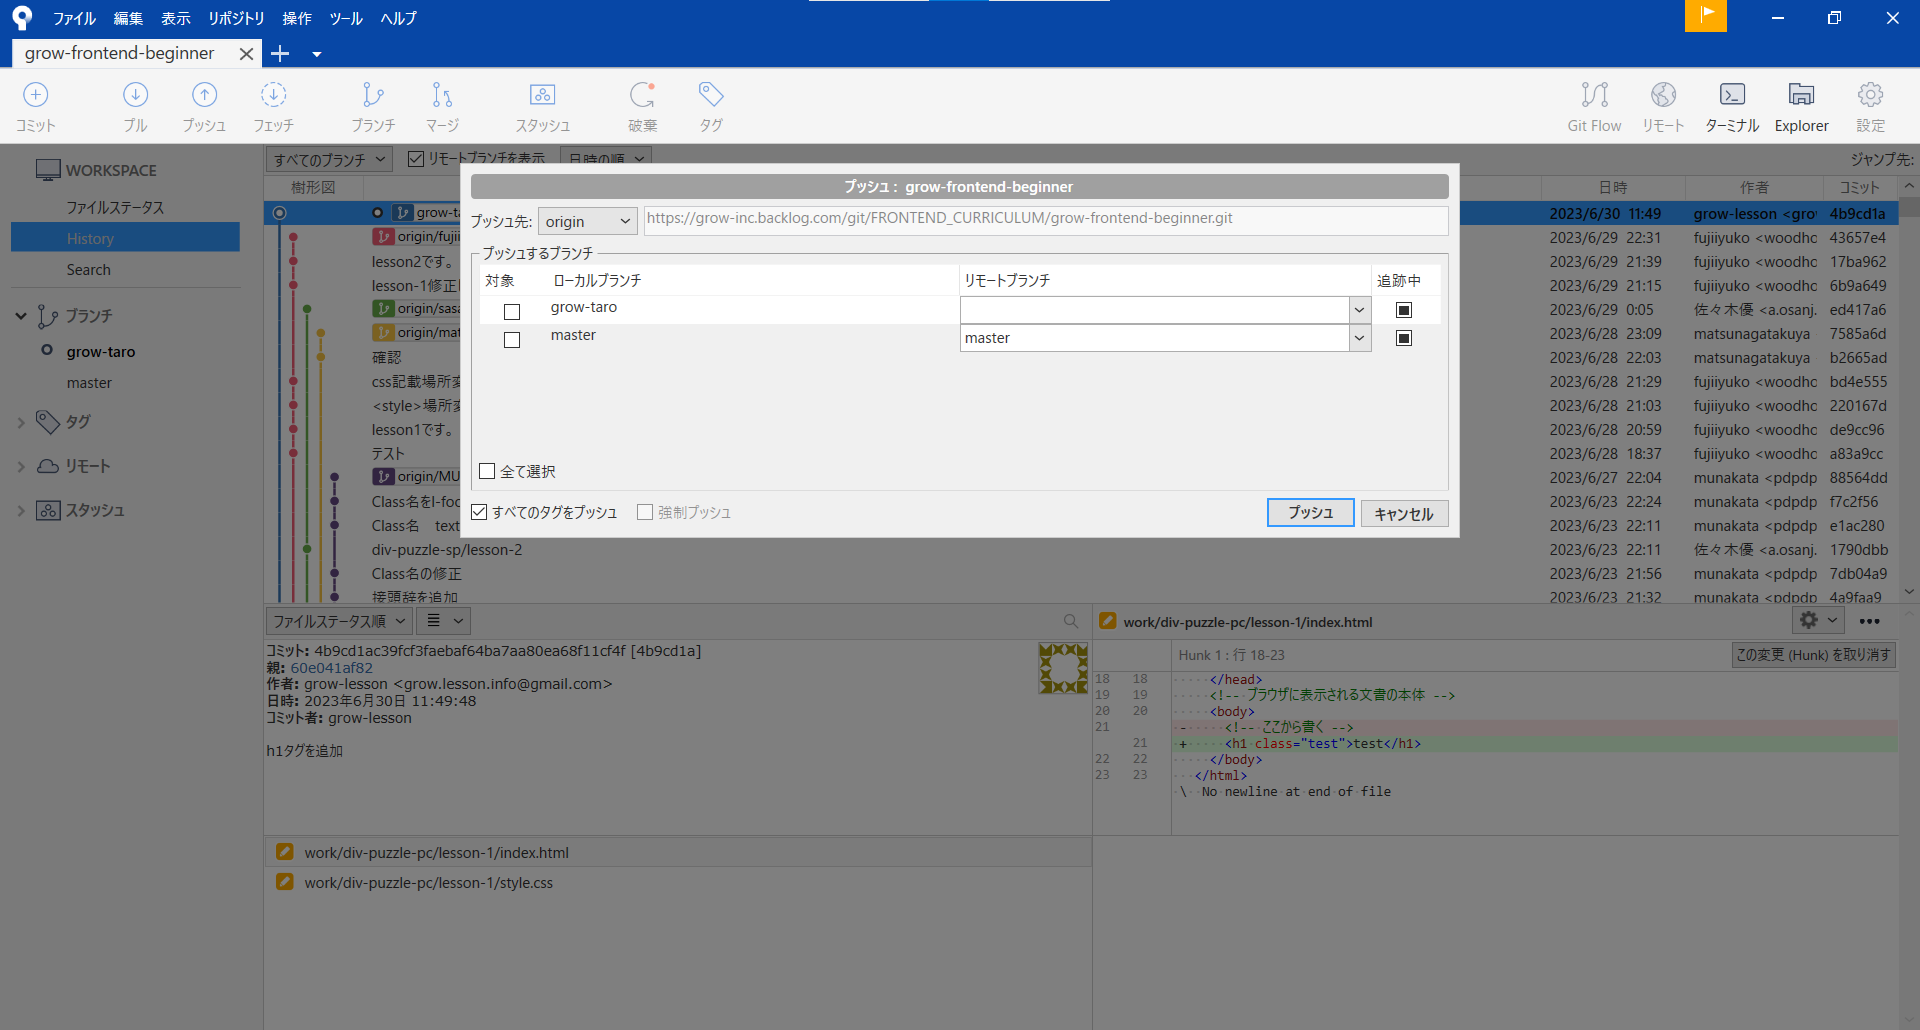 ファイル 編集 表示 リポジトリ 操作 ツール ヘルプ
grow-frontend-beginner
コミット プル プッシュ フェッチ ブランチ マージ スタッシュ 破棄 タグ Git Flow リモート ターミナル Explorer 設定
WORKSPACE
ファイルステータス
History
Search
ブランチ
grow-taro
master
タグ
リモート
スタッシュ
すべてのブランチ リモートブランチを表示 日時の順 ジャンプ先:
樹形図 日時 作者 コミット
プッシュ : grow-frontend-beginner
プッシュ先: origin https://grow-inc.backlog.com/git/FRONTEND_CURRICULUM/grow-frontend-beginner.git
プッシュするブランチ
対象 ローカルブランチ リモートブランチ 追跡中
grow-taro
master master
全て選択
すべてのタグをプッシュ 強制プッシュ プッシュ キャンセル
grow-ta 2023/6/30 11:49 grow-lesson <grow 4b9cd1a
origin/fujii 2023/6/29 22:31 fujiiyuko <woodho 43657e4
lesson2です。 2023/6/29 21:39 fujiiyuko <woodho 17ba962
lesson-1修正 2023/6/29 21:15 fujiiyuko <woodho 6b9a649
origin/sasa 2023/6/29 0:05 佐々木優 <a.osanj. ed417a6
origin/mat 2023/6/28 23:09 matsunagatakuya 7585a6d
確認 2023/6/28 22:03 matsunagatakuya b2665ad
css記載場所変 2023/6/28 21:29 fujiiyuko <woodho bd4e555
<style>場所変 2023/6/28 21:03 fujiiyuko <woodho 220167d
lesson1です。 2023/6/28 20:59 fujiiyuko <woodho de9cc96
テスト 2023/6/28 18:37 fujiiyuko <woodho a83a9cc
origin/MU 2023/6/27 22:04 munakata <pdpdp 88564dd
Class名をl-foo 2023/6/23 22:24 munakata <pdpdp f7c2f56
Class名 text 2023/6/23 22:11 munakata <pdpdp e1ac280
div-puzzle-sp/lesson-2 2023/6/23 22:11 佐々木優 <a.osanj. 1790dbb
Class名の修正 2023/6/23 21:56 munakata <pdpdp 7db04a9
接頭辞を追加 2023/6/23 21:32 munakata <pdpdp 4a9faa9
ファイルステータス順
コミット: 4b9cd1ac39fcf3faebaf64ba7aa80ea68f11cf4f [4b9cd1a]
親: 60e041af82
作者: grow-lesson <grow.lesson.info@gmail.com>
日時: 2023年6月30日 11:49:48
コミット者: grow-lesson
h1タグを追加
work/div-puzzle-pc/lesson-1/index.html
work/div-puzzle-pc/lesson-1/style.css
work/div-puzzle-pc/lesson-1/index.html
Hunk 1 : 行 18-23 この変更 (Hunk) を取り消す
18 18 </head>
19 19 <!-- ブラウザに表示される文書の本体 -->
20 20 <body>
21 - <!-- ここから書く -->
21 + <h1 class="test">test</h1>
22 22 </body>
23 23 </html>
\ No newline at end of file